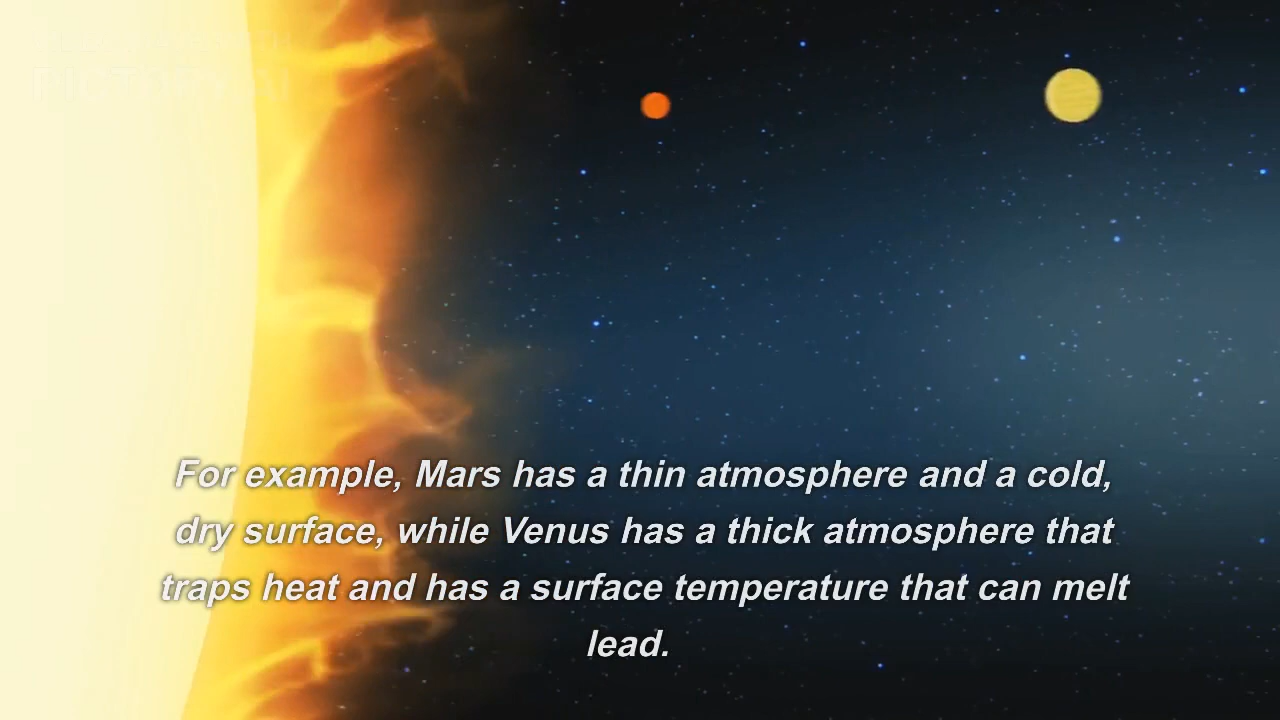 For example, Mars has a thin atmosphere and a cold,
dry surface, while Venus has a thick atmosphere that
traps heat and has a surface temperature that can melt
lead.